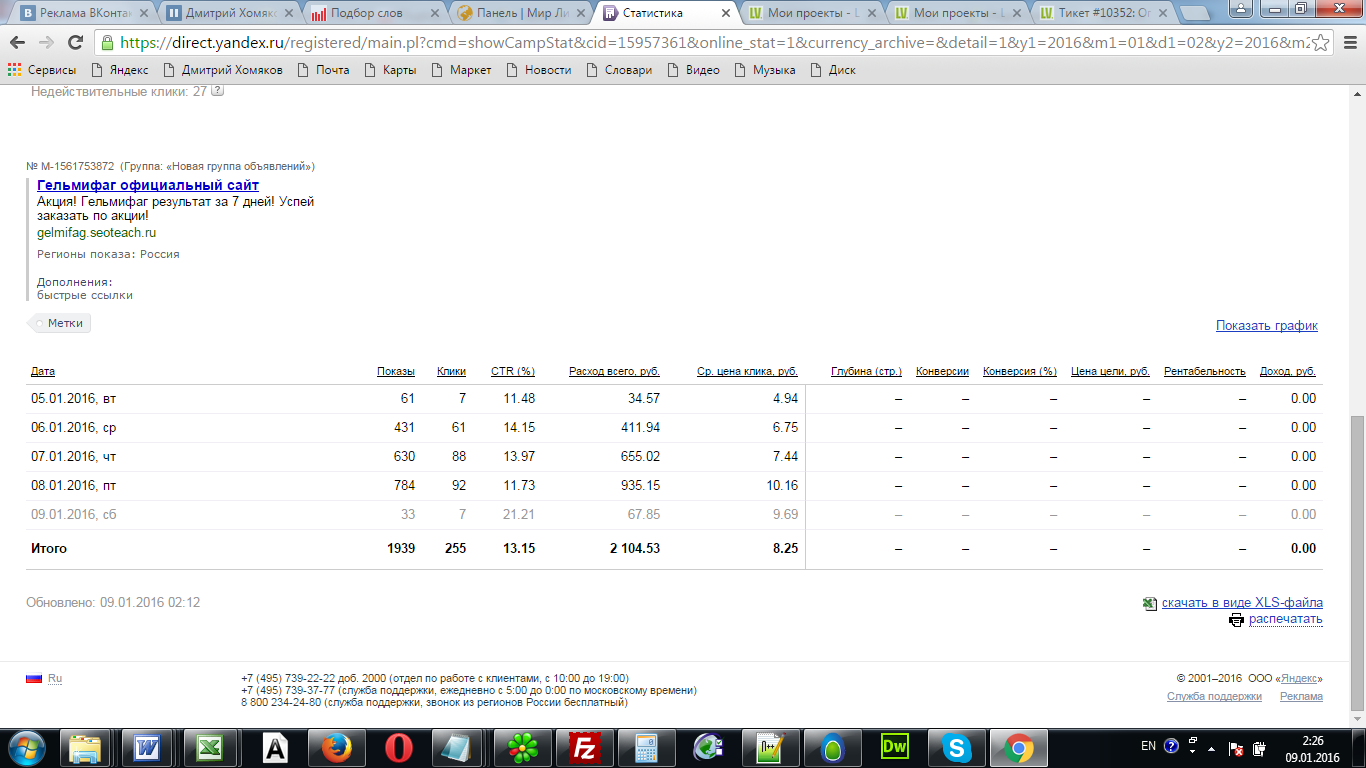 Реклама ВКонтак
Дмитрий Хомяко
Подбор слов
Панель | Мир Ли
Статистика
Мои проекты - L
Мои проекты - L
Тикет #10352: Оп
https://direct.yandex.ru/registered/main.pl?cmd=showCampStat&cid=15957361&online_stat=1&currency_archive=&detail=1&y1=2016&m1=01&d1=02&y2=2016&m2
Сервисы Яндекс Дмитрий Хомяков Почта Карты Маркет Новости Словари Видео Музыка Диск
Недействительные клики: 27 ?
№ M-1561753872 (Группа: «Новая группа объявлений»)
Гельмифаг официальный сайт
Акция! Гельмифаг результат за 7 дней! Успей
заказать по акции!
gelmifag.seoteach.ru
Регионы показа: Россия
Дополнения:
быстрые ссылки
Метки
Показать график
Дата Показы Клики CTR (%) Расход всего, руб. Ср. цена клика, руб. Глубина (стр.) Конверсии Конверсия (%) Цена цели, руб. Рентабельность Доход, руб.
05.01.2016, вт 61 7 11.48 34.57 4.94 – – – – – 0.00
06.01.2016, ср 431 61 14.15 411.94 6.75 – – – – – 0.00
07.01.2016, чт 630 88 13.97 655.02 7.44 – – – – – 0.00
08.01.2016, пт 784 92 11.73 935.15 10.16 – – – – – 0.00
09.01.2016, сб 33 7 21.21 67.85 9.69 – – – – – 0.00
Итого 1939 255 13.15 2 104.53 8.25 – – – – – 0.00
Обновлено: 09.01.2016 02:12
скачать в виде XLS-файла
распечатать
Ru
+7 (495) 739-22-22 доб. 2000 (отдел по работе с клиентами, с 10:00 до 19:00)
+7 (495) 739-37-77 (служба поддержки, ежедневно с 5:00 до 0:00 по московскому времени)
8 800 234-24-80 (служба поддержки, звонок из регионов России бесплатный)
© 2001–2016 ООО «Яндекс»
Служба поддержки Реклама
EN
2:26
09.01.2016